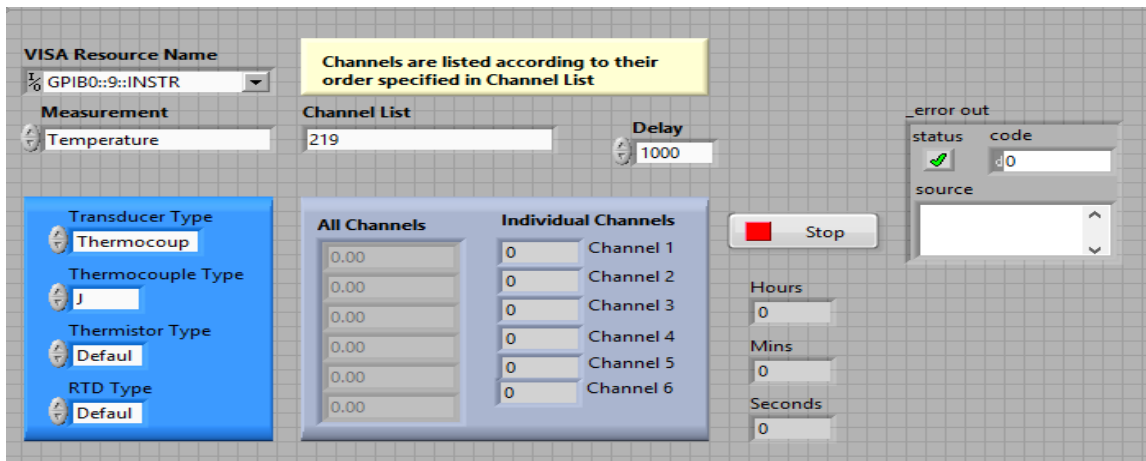 VISA Resource Name
I/O GPIB0::9::INSTR
Channels are listed according to their
order specified in Channel List
Measurement
Temperature
Channel List
219
Delay
1000
_error out
status code
d 0
source
Transducer Type
Thermocoup
Thermocouple Type
J
Thermistor Type
Defaul
RTD Type
Defaul
All Channels
0.00
0.00
0.00
0.00
0.00
0.00
Individual Channels
0 Channel 1
0 Channel 2
0 Channel 3
0 Channel 4
0 Channel 5
0 Channel 6
Stop
Hours
0
Mins
0
Seconds
0